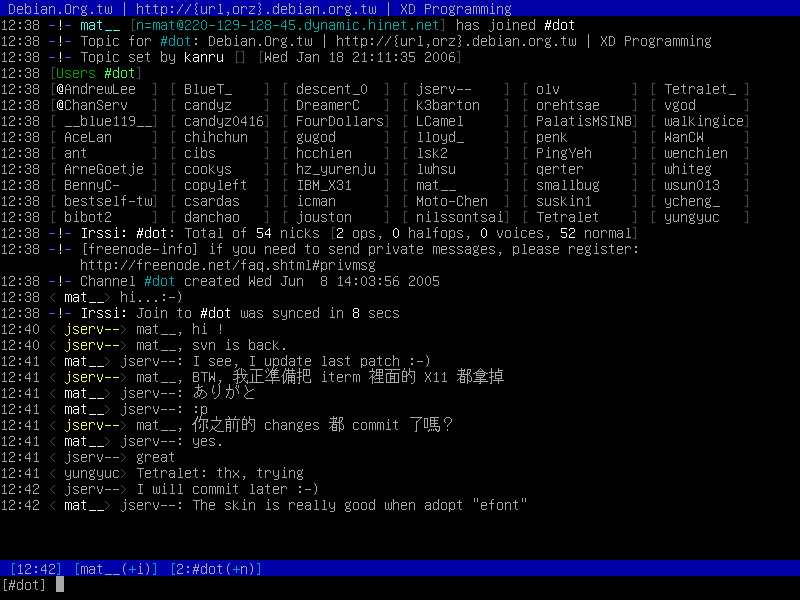 Debian.Org.tw | http://{url,orz}.debian.org.tw | XD Programming
12:38 -!- mat__ [n=mat@220-129-128-45.dynamic.hinet.net] has joined #dot
12:38 -!- Topic for #dot: Debian.Org.tw | http://{url,orz}.debian.org.tw | XD Programming
12:38 -!- Topic set by kanru [] [Wed Jan 18 21:11:35 2006]
12:38 [Users #dot]
12:38 [@AndrewLee  ] [ BlueT_    ] [ descent_O  ] [ jserv--    ] [ olv         ] [ Tetralet_ ]
12:38 [@ChanServ   ] [ candyz    ] [ DreamerC   ] [ k3barton   ] [ orehtsae    ] [ vgod      ]
12:38 [ __blue119__] [ candyz0416] [ FourDollars] [ LCamel     ] [ PalatisMSINB] [ walkingice]
12:38 [ AceLan     ] [ chihchun  ] [ gugod      ] [ lloyd_     ] [ penk        ] [ WanCW     ]
12:38 [ ant        ] [ cibs      ] [ hcchien    ] [ lsk2       ] [ PingYeh     ] [ wenchien  ]
12:38 [ ArneGoetje ] [ cookys    ] [ hz_yurenju ] [ lwhsu      ] [ qerter      ] [ whiteg    ]
12:38 [ BennyC-    ] [ copyleft  ] [ IBM_X31    ] [ mat__      ] [ smallbug    ] [ wsun013   ]
12:38 [ bestself-tw] [ csardas   ] [ icman      ] [ Moto-Chen  ] [ suskin1     ] [ ycheng_   ]
12:38 [ bibot2     ] [ danchao   ] [ jouston    ] [ nilssontsai] [ Tetralet    ] [ yungyuc   ]
12:38 -!- Irssi: #dot: Total of 54 nicks [2 ops, 0 halfops, 0 voices, 52 normal]
12:38 -!- [freenode-info] if you need to send private messages, please register:
http://freenode.net/faq.shtml#privmsg
12:38 -!- Channel #dot created Wed Jun  8 14:03:56 2005
12:38 < mat__> hi...:-)
12:38 -!- Irssi: Join to #dot was synced in 8 secs
12:40 < jserv--> mat__, hi !
12:40 < jserv--> mat__, svn is back.
12:41 < mat__> jserv--: I see, I update last patch :-)
12:41 < jserv--> mat__, BTW, 我正準備把 iterm 裡面的 X11 都拿掉
12:41 < mat__> jserv--: ありがと
12:41 < mat__> jserv--: :p
12:41 < jserv--> mat__, 你之前的 changes 都 commit 了嗎？
12:41 < mat__> jserv--: yes.
12:41 < jserv--> great
12:41 < yungyuc> Tetralet: thx, trying
12:42 < jserv--> I will commit later :-)
12:42 < mat__> jserv--: The skin is really good when adopt "efont"
[12:42] [mat__(+i)] [2:#dot(+n)]
[#dot]